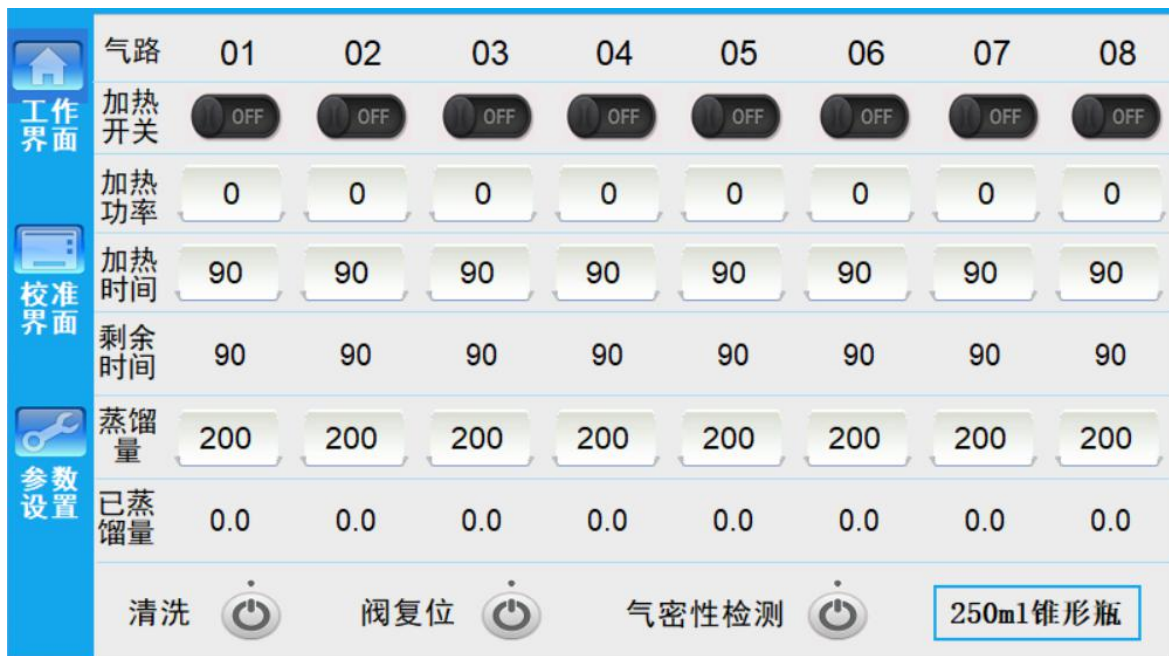 工作
界面
校准
界面
参数
设置
气路 01 02 03 04 05 06 07 08
加热
开关 OFF OFF OFF OFF OFF OFF OFF OFF
加热
功率 0 0 0 0 0 0 0 0
加热
时间 90 90 90 90 90 90 90 90
剩余
时间 90 90 90 90 90 90 90 90
蒸馏
量 200 200 200 200 200 200 200 200
已蒸
馏量 0.0 0.0 0.0 0.0 0.0 0.0 0.0 0.0
清洗 阀复位 气密性检测 250ml锥形瓶